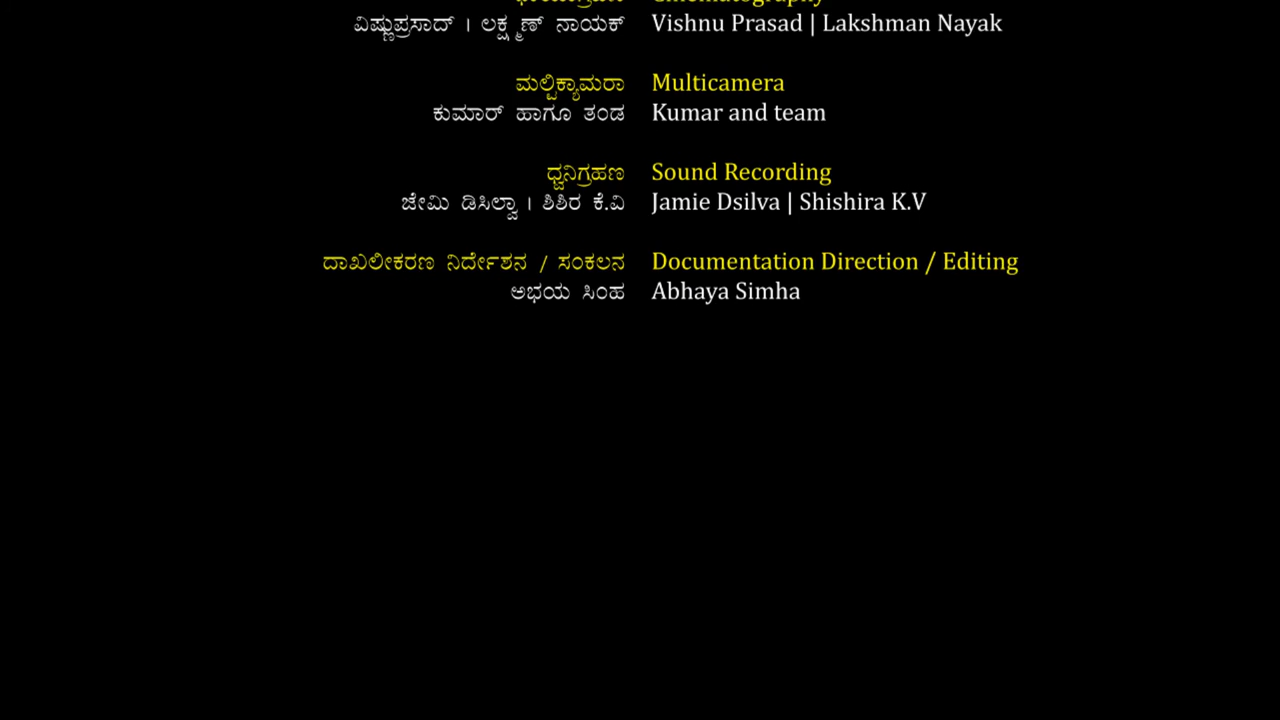 ವಿಷ್ಣುಪ್ರಸಾದ್ । ಲಕ್ಷ್ಮಣ್ ನಾಯಕ್ Vishnu Prasad | Lakshman Nayak
ಮಲ್ಟಿಕ್ಯಾಮರಾ Multicamera
ಕುಮಾರ್ ಹಾಗೂ ತಂಡ Kumar and team
ಧ್ವನಿಗ್ರಹಣ Sound Recording
ಜೇಮಿ ಡಿಸಿಲ್ವಾ । ಶಿಶಿರ ಕೆ.ವಿ Jamie Dsilva | Shishira K.V
ದಾಖಲೀಕರಣ ನಿರ್ದೇಶನ / ಸಂಕಲನ Documentation Direction / Editing
ಅಭಯ ಸಿಂಹ Abhaya Simha